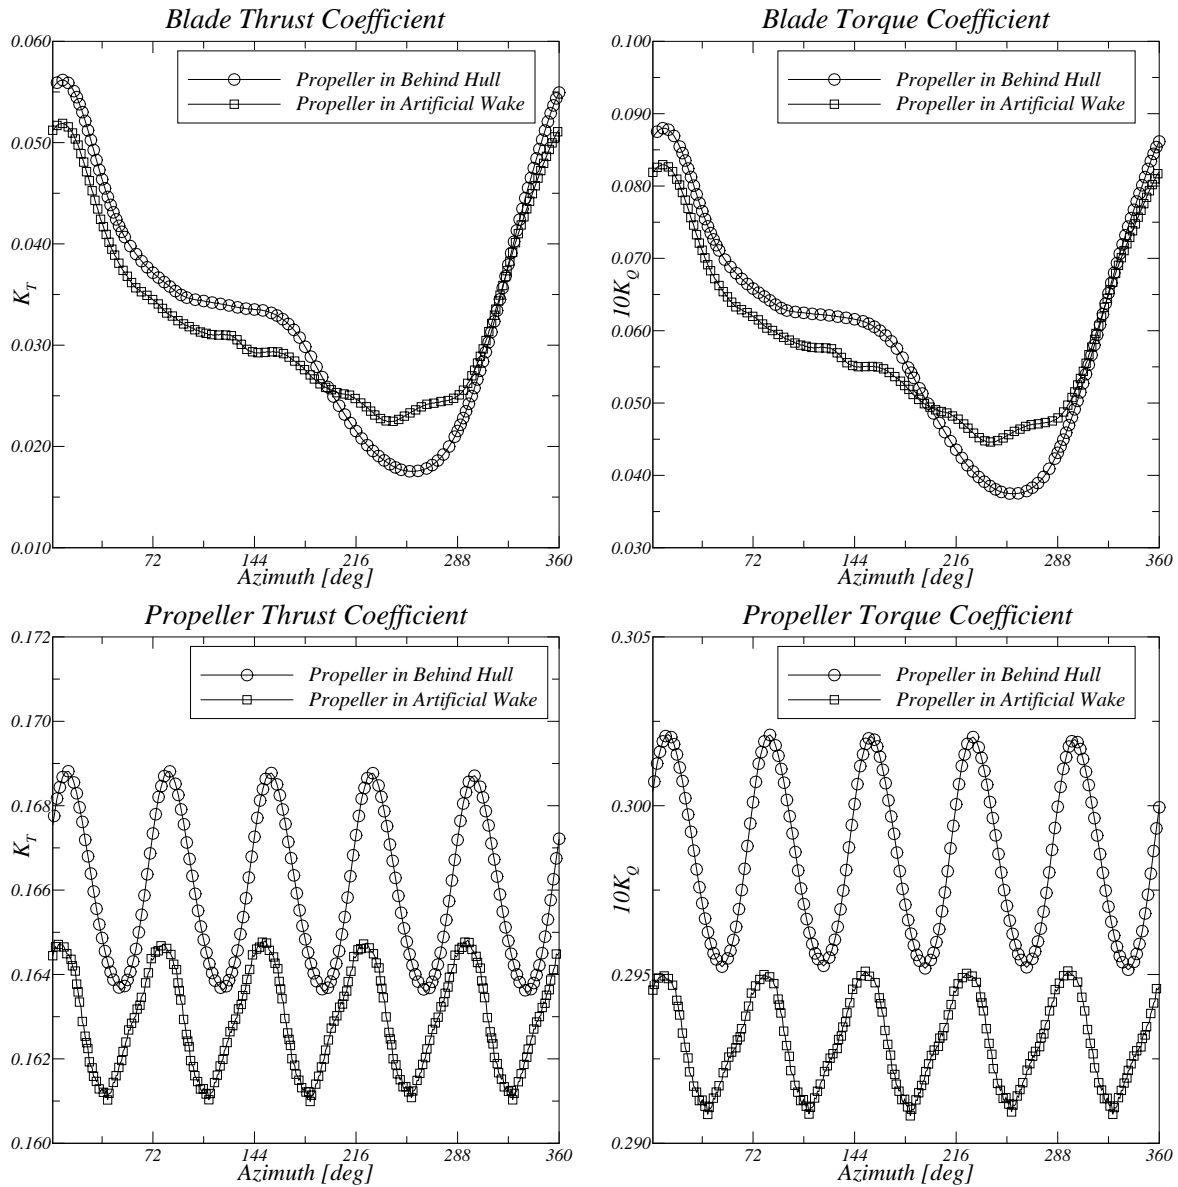 Blade Thrust Coefficient
0.060
Propeller in Behind Hull
Propeller in Artificial Wake
0.050
0.040
K_T
0.030
0.020
0.010
72 144 216 288 360
Azimuth [deg]
Blade Torque Coefficient
0.100
Propeller in Behind Hull
Propeller in Artificial Wake
0.090
0.080
0.070
10K_Q
0.060
0.050
0.040
0.030
72 144 216 288 360
Azimuth [deg]
Propeller Thrust Coefficient
0.172
Propeller in Behind Hull
Propeller in Artificial Wake
0.170
0.168
K_T
0.166
0.164
0.162
0.160
72 144 216 288 360
Azimuth [deg]
Propeller Torque Coefficient
0.305
Propeller in Behind Hull
Propeller in Artificial Wake
0.300
10K_Q
0.295
0.290
72 144 216 288 360
Azimuth [deg]